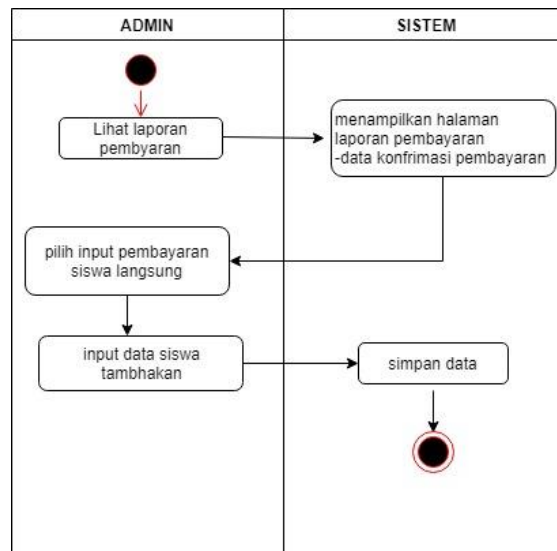 ADMIN
SISTEM
Lihat laporan
pembyaran
menampilkan halaman
laporan pembayaran
-data konfrimasi pembayaran
pilih input pembayaran
siswa langsung
input data siswa
tambhakan
simpan data